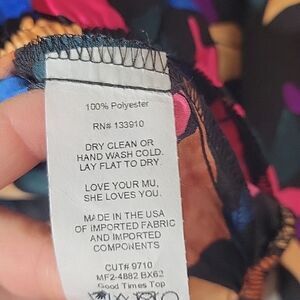 100% Polyester
RN# 133910
DRY CLEAN OR
HAND WASH COLD.
LAY FLAT TO DRY.
LOVE YOUR MU,
SHE LOVES YOU.
MADE IN THE USA
OF IMPORTED FABRIC
AND IMPORTED
COMPONENTS
CUT# 9710
MF2-4882 BX62
Good Times Top